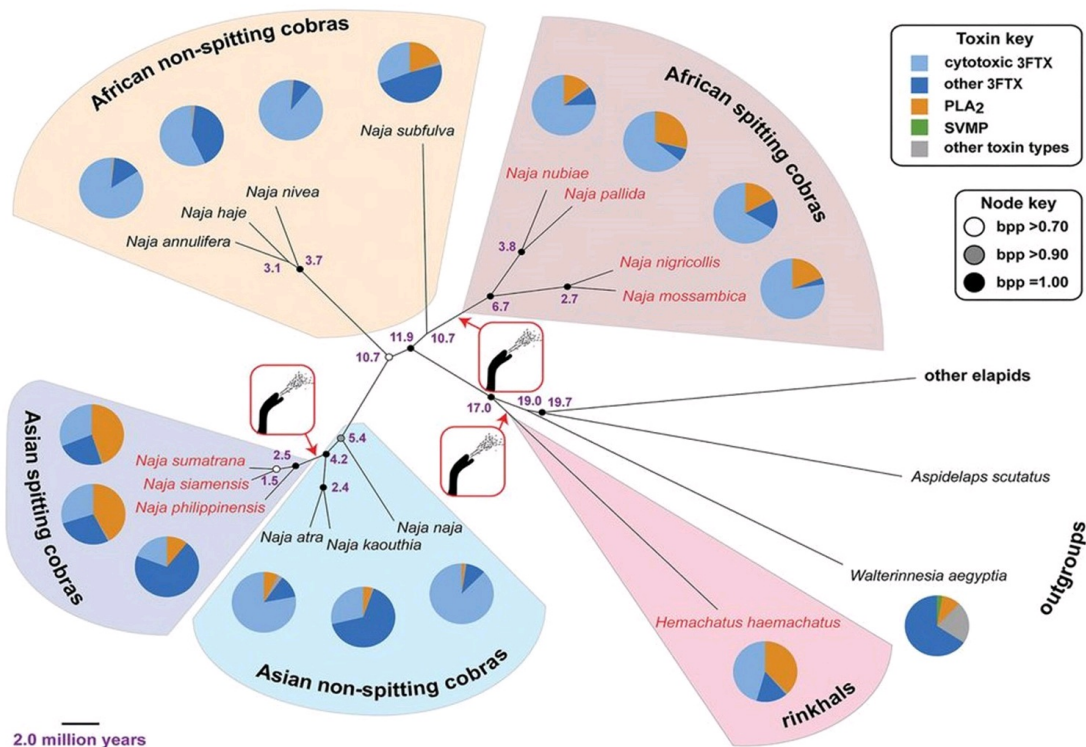 African non-spitting cobras
African spitting cobras
Toxin key
cytotoxic 3FTX
other 3FTX
PLA2
SVMP
other toxin types
Node key
bpp >0.70
bpp >0.90
bpp =1.00
Naja subfulva
Naja nivea
Naja haje
Naja annulifera
3.1
3.7
Naja nubiae
Naja pallida
3.8
Naja nigricollis
Naja mossambica
6.7
2.7
11.9
10.7
10.7
other elapids
17.0
19.0
19.7
Aspidelaps scutatus
Walterinnesia aegyptia
outgroups
Hemachatus haemachatus
rinkhals
Asian spitting cobras
Naja sumatrana
Naja siamensis
Naja philippinensis
2.5
1.5
5.4
4.2
2.4
Naja atra
Naja kaouthia
Naja naja
Asian non-spitting cobras
2.0 million years